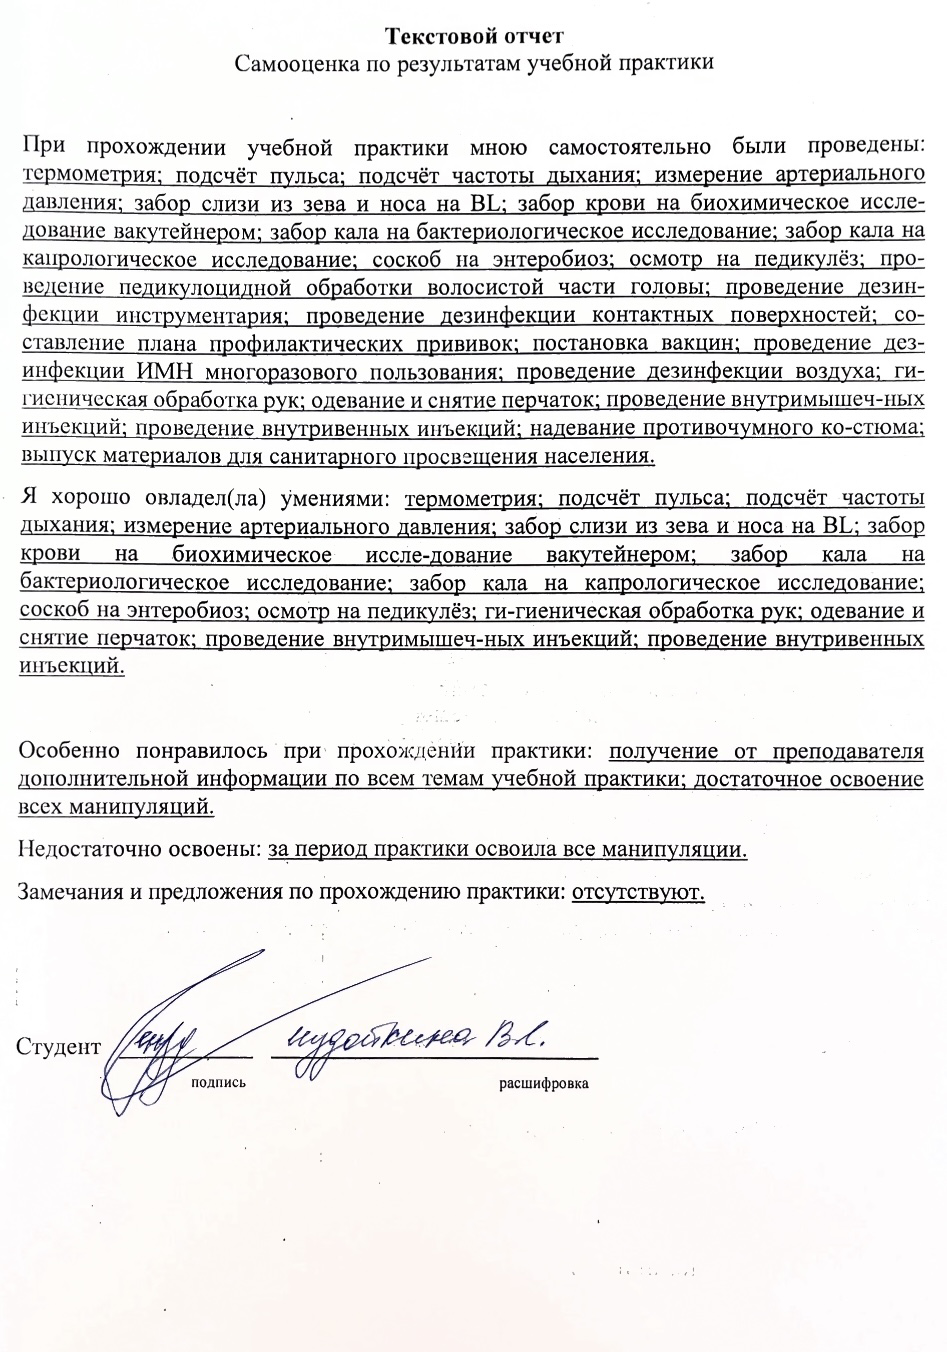 Текстовой отчет
Самооценка по результатам учебной практики
При прохождении учебной практики мною самостоятельно были проведены:
термометрия; подсчёт пульса; подсчёт частоты дыхания; измерение артериального
давления; забор слизи из зева и носа на BL; забор крови на биохимическое иссле-
дование вакутейнером; забор кала на бактериологическое исследование; забор кала на
капрологическое исследование; соскоб на энтеробиоз; осмотр на педикулёз; про-
ведение педикулоцидной обработки волосистой части головы; проведение дезин-
фекции инструментария; проведение дезинфекции контактных поверхностей; со-
ставление плана профилактических прививок; постановка вакцин; проведение дез-
инфекции ИМН многоразового пользования; проведение дезинфекции воздуха; ги-
гиеническая обработка рук; одевание и снятие перчаток; проведение внутримышеч-ных
инъекций; проведение внутривенных инъекций; надевание противочумного ко-стюма;
выпуск материалов для санитарного просвещения населения.
Я хорошо овладел(ла) умениями: термометрия; подсчёт пульса; подсчёт частоты
дыхания; измерение артериального давления; забор слизи из зева и носа на BL; забор
крови на биохимическое иссле-дование вакутейнером; забор кала на
бактериологическое исследование; забор кала на капрологическое исследование;
соскоб на энтеробиоз; осмотр на педикулёз; ги-гиеническая обработка рук; одевание и
снятие перчаток; проведение внутримышеч-ных инъекций; проведение внутривенных
инъекций.
Особенно понравилось при прохождении практики: получение от преподавателя
дополнительной информации по всем темам учебной практики; достаточное освоение
всех манипуляций.
Недостаточно освоены: за период практики освоила все манипуляции.
Замечания и предложения по прохождению практики: отсутствуют.
Студент В.Л.
подпись расшифровка